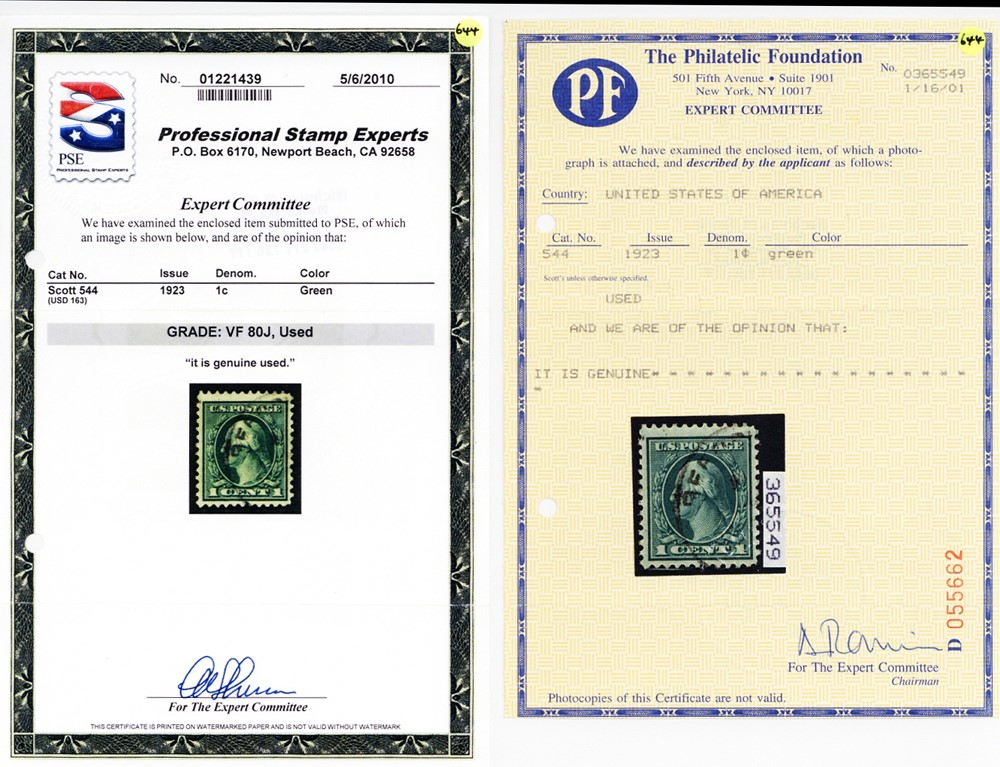 644
No. 01221439 5/6/2010
PSE
PROFESSIONAL STAMP EXPERTS
Professional Stamp Experts
P.O. Box 6170, Newport Beach, CA 92658
Expert Committee
We have examined the enclosed item submitted to PSE, of which
an image is shown below, and are of the opinion that:
Cat No. Issue Denom. Color
Scott 544 1923 1c Green
(USD 163)
GRADE: VF 80J, Used
“it is genuine used.”
U.S. POSTAGE
1 CENT 1
For The Expert Committee
THIS CERTIFICATE IS PRINTED ON WATERMARKED PAPER AND IS NOT VALID WITHOUT WATERMARK
644
PF
The Philatelic Foundation
501 Fifth Avenue • Suite 1901
New York, NY 10017
EXPERT COMMITTEE
No. 0365549
1/16/01
We have examined the enclosed item, of which a photo-
graph is attached, and described by the applicant as follows:
Country: UNITED STATES OF AMERICA
Cat. No. Issue Denom. Color
544 1923 1¢ green
Scott's unless otherwise specified.
USED
AND WE ARE OF THE OPINION THAT:
IT IS GENUINE* * * * * * * * * * * * * * * * * *
*
U.S. POSTAGE
1 CENT 1
365549
D 055662
For The Expert Committee
Chairman
Photocopies of this Certificate are not valid.